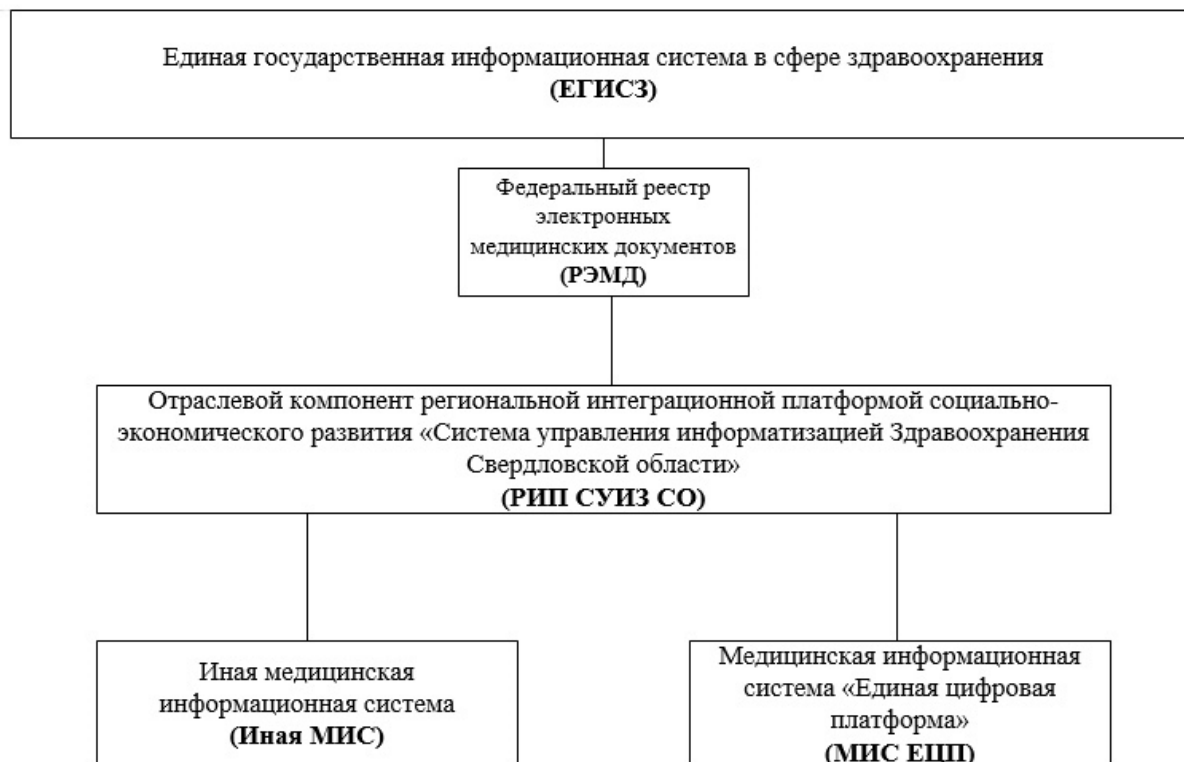 Единая государственная информационная система в сфере здравоохранения
(ЕГИСЗ)
Федеральный реестр
электронных
медицинских документов
(РЭМД)
Отраслевой компонент региональной интеграционной платформой социально-
экономического развития «Система управления информатизацией Здравоохранения
Свердловской области»
(РИП СУИЗ СО)
Иная медицинская
информационная система
(Иная МИС)
Медицинская информационная
система «Единая цифровая
платформа»
(МИС ЕЦП)